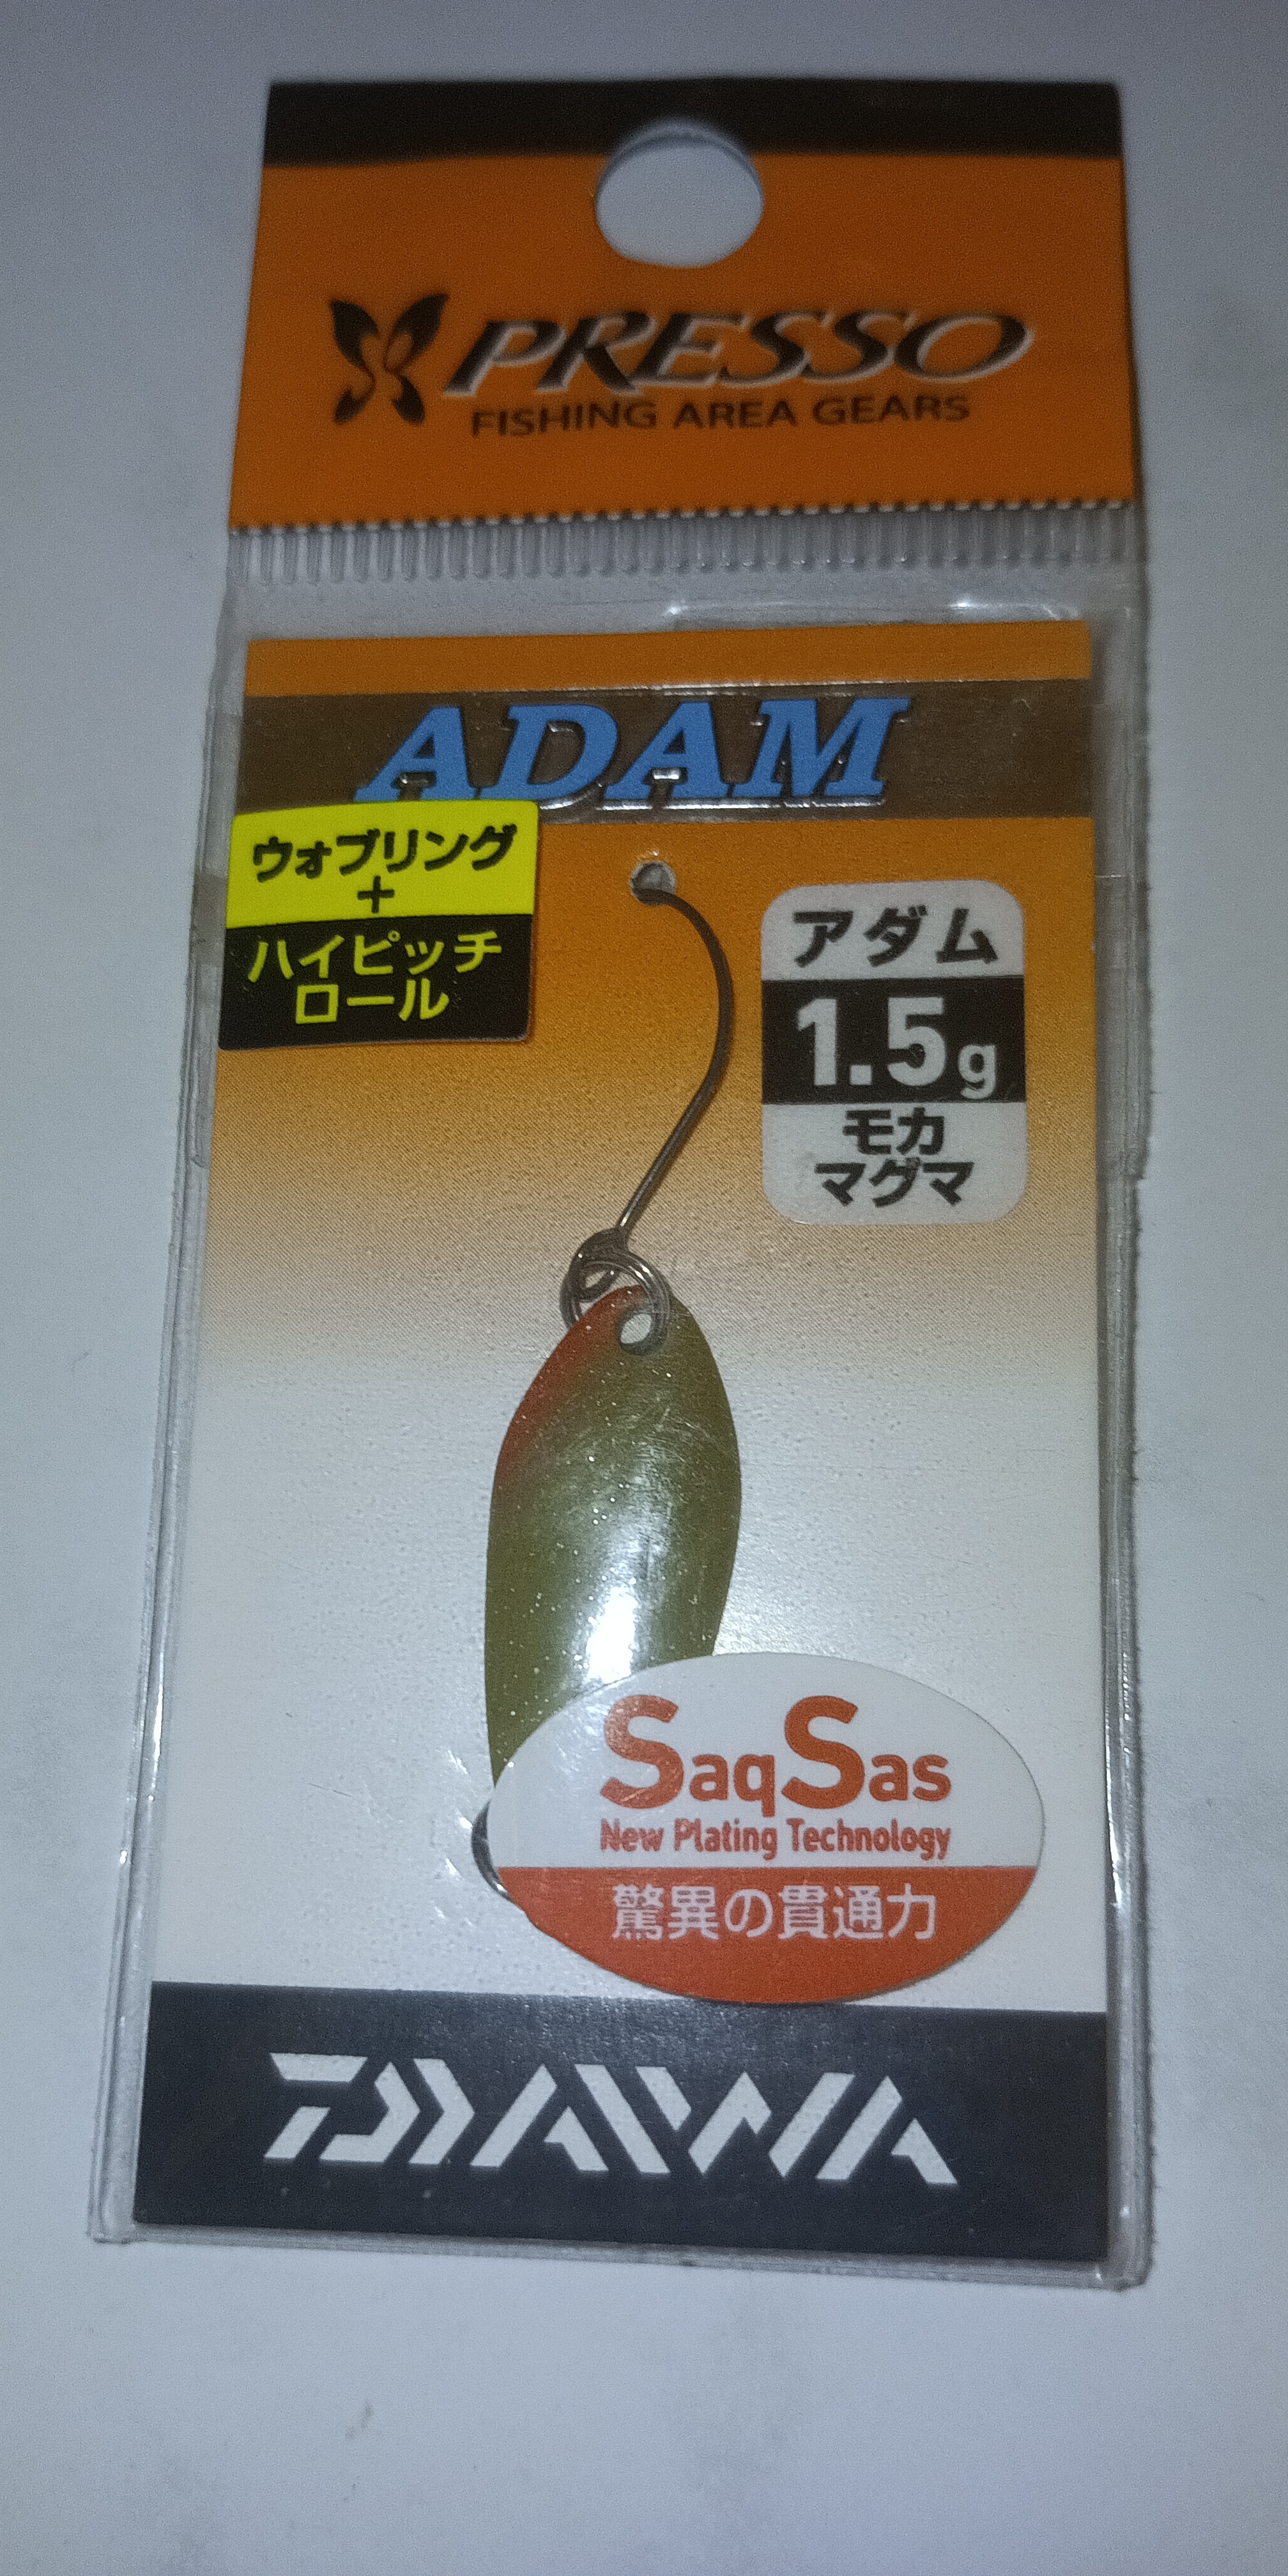 PRESSO
FISHING AREA GEARS
ADAM
ウォブリング
+
ハイピッチ
ロール
アダム
1.5g
モカ
マグマ
SaqSas
New Plating Technology
驚異の貫通力
DAIWA